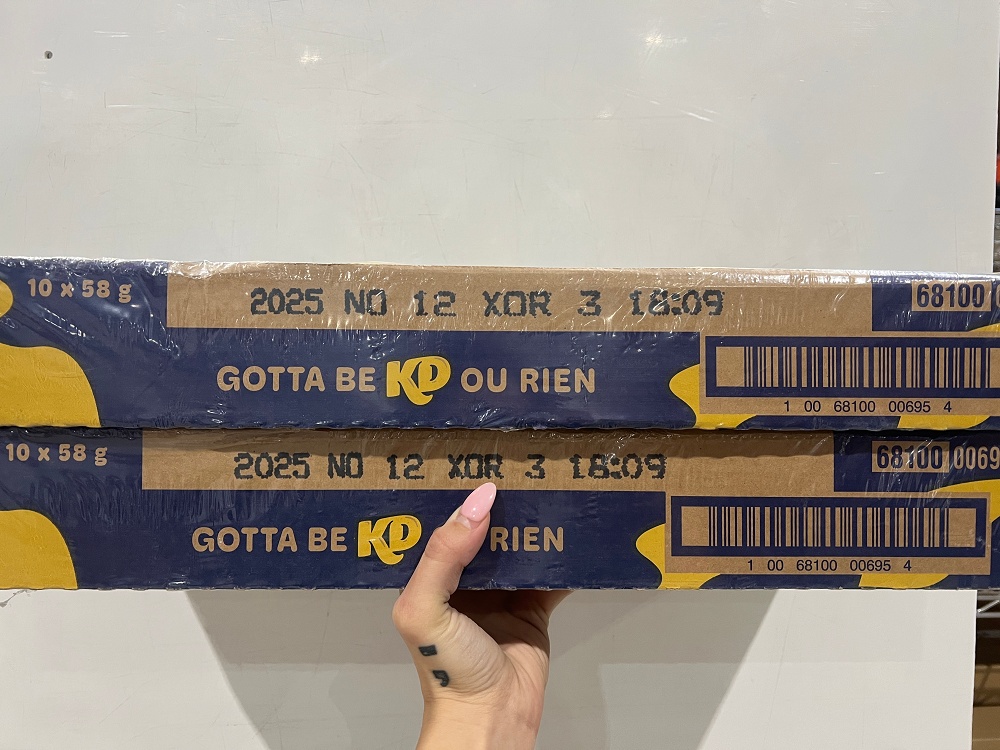 10 x 58 g
2025 NO 12 XOR 3 18:09
68100
GOTTA BE KD OU RIEN
1 00 68100 00695 4
10 x 58 g
2025 NO 12 XOR 3 18:09
68100 0069
GOTTA BE KD RIEN
1 00 68100 00695 4